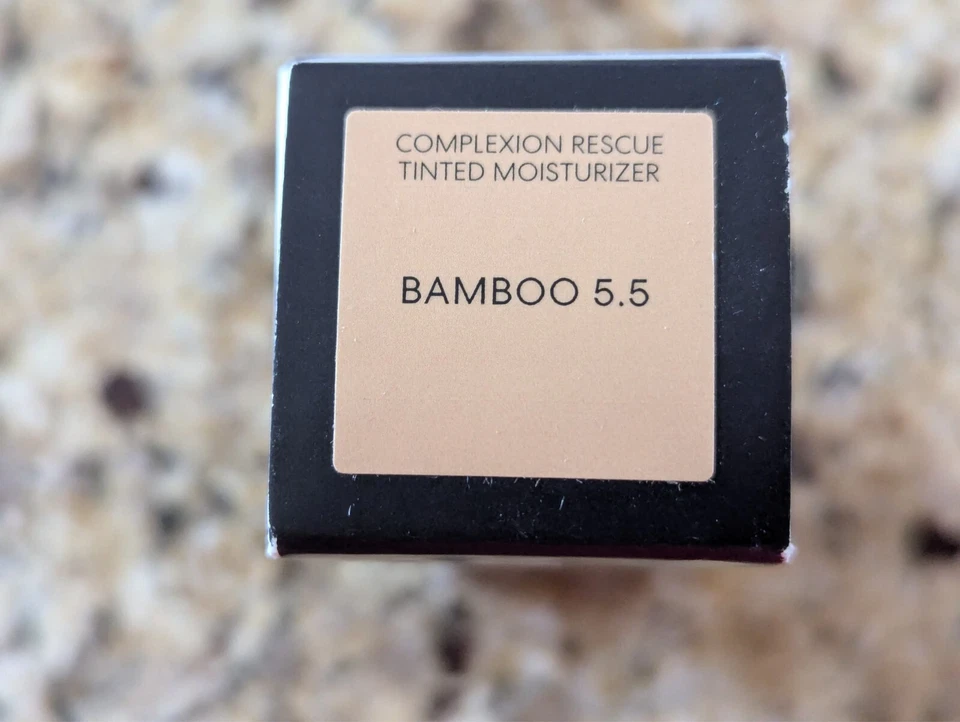 COMPLEXION RESCUE
TINTED MOISTURIZER
BAMBOO 5.5